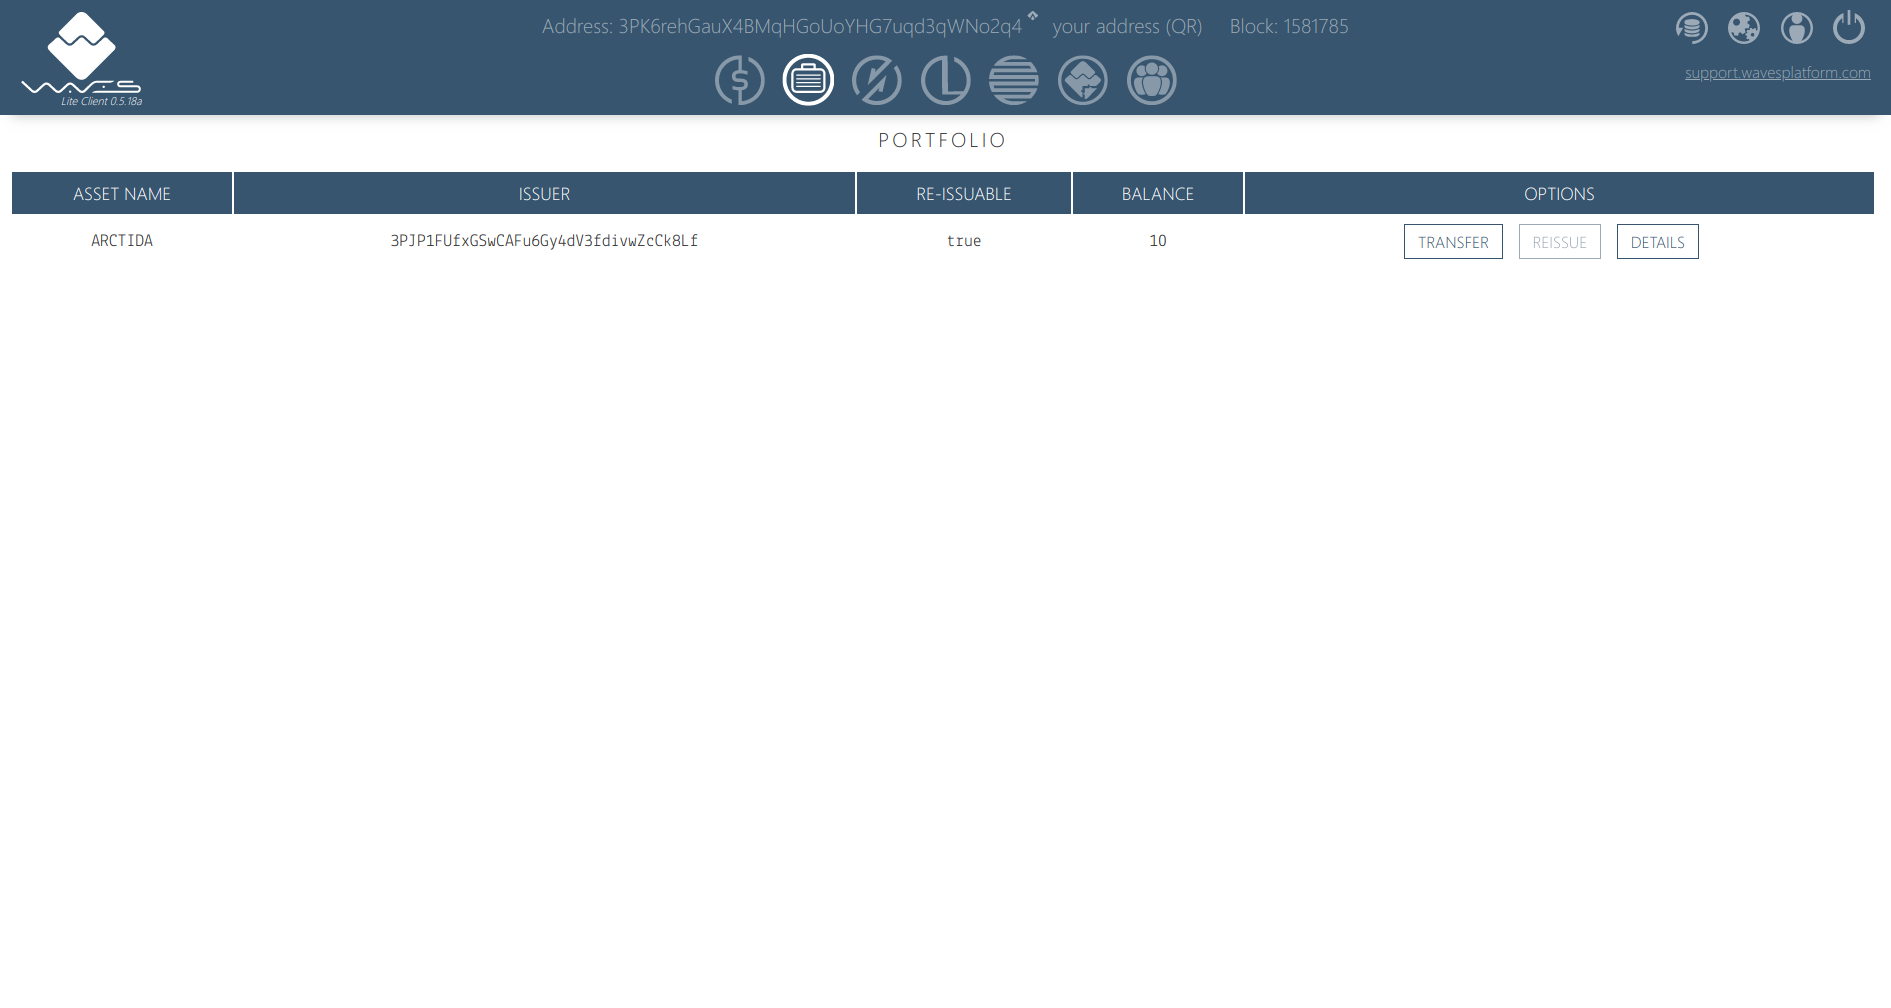 Address: 3PK6rehGauX4BMqHGoUoYHG7uqd3qWNo2q4 your address (QR) Block: 1581785
WAVES
Lite Client 0.5.18a
support.wavesplatform.com
PORTFOLIO
ASSET NAME ISSUER RE-ISSUABLE BALANCE OPTIONS
ARCTIDA 3PJP1FUfxGSwCAFu6Gy4dV3fdivwZcCk8Lf true 10 TRANSFER REISSUE DETAILS